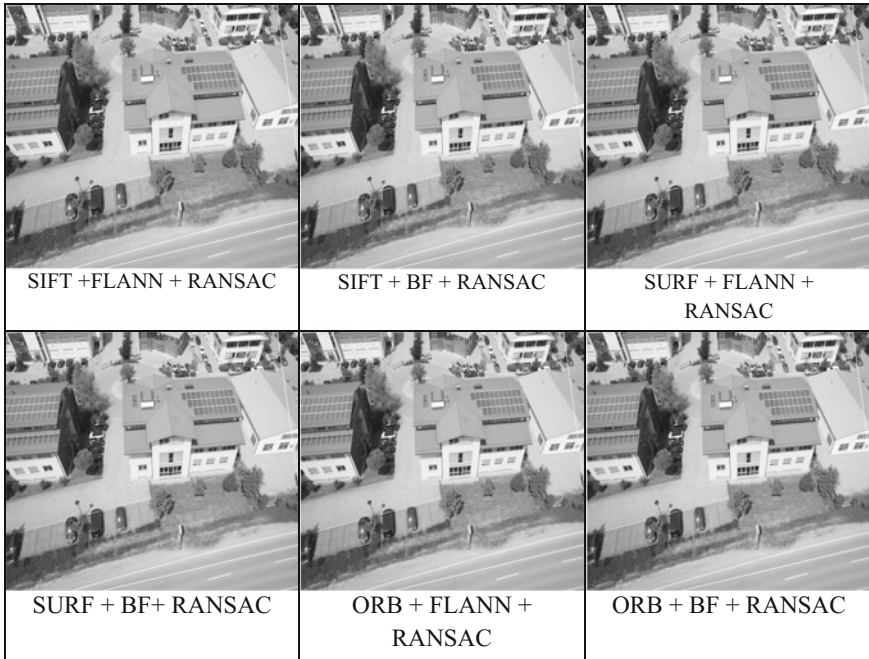 SIFT +FLANN + RANSAC
SIFT + BF + RANSAC
SURF + FLANN +
RANSAC
SURF + BF+ RANSAC
ORB + FLANN +
RANSAC
ORB + BF + RANSAC